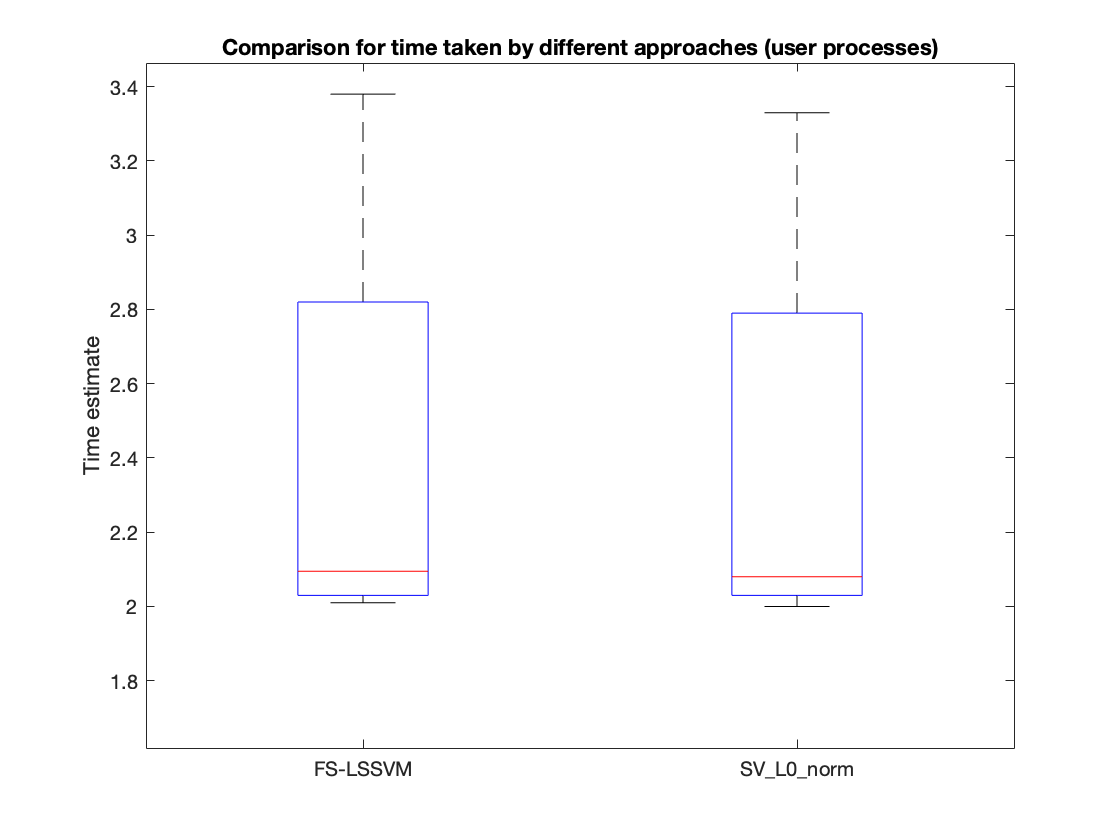 Comparison for time taken by different approaches (user processes)
3.4
3.2
3
2.8
2.6
2.4
2.2
2
1.8
Time estimate
FS-LSSVM
SV_L0_norm